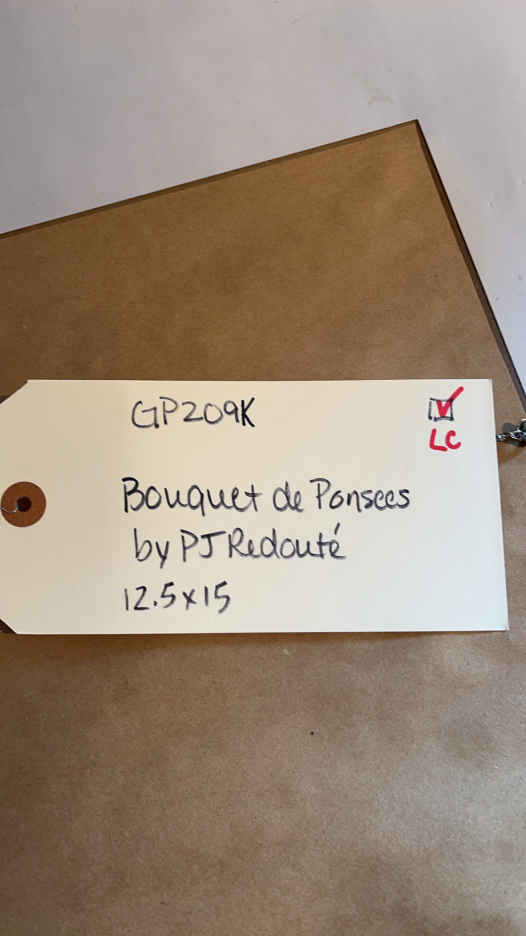 GP209K
LC
Bouquet de Ponsees
by PJ Redouté
12.5x15